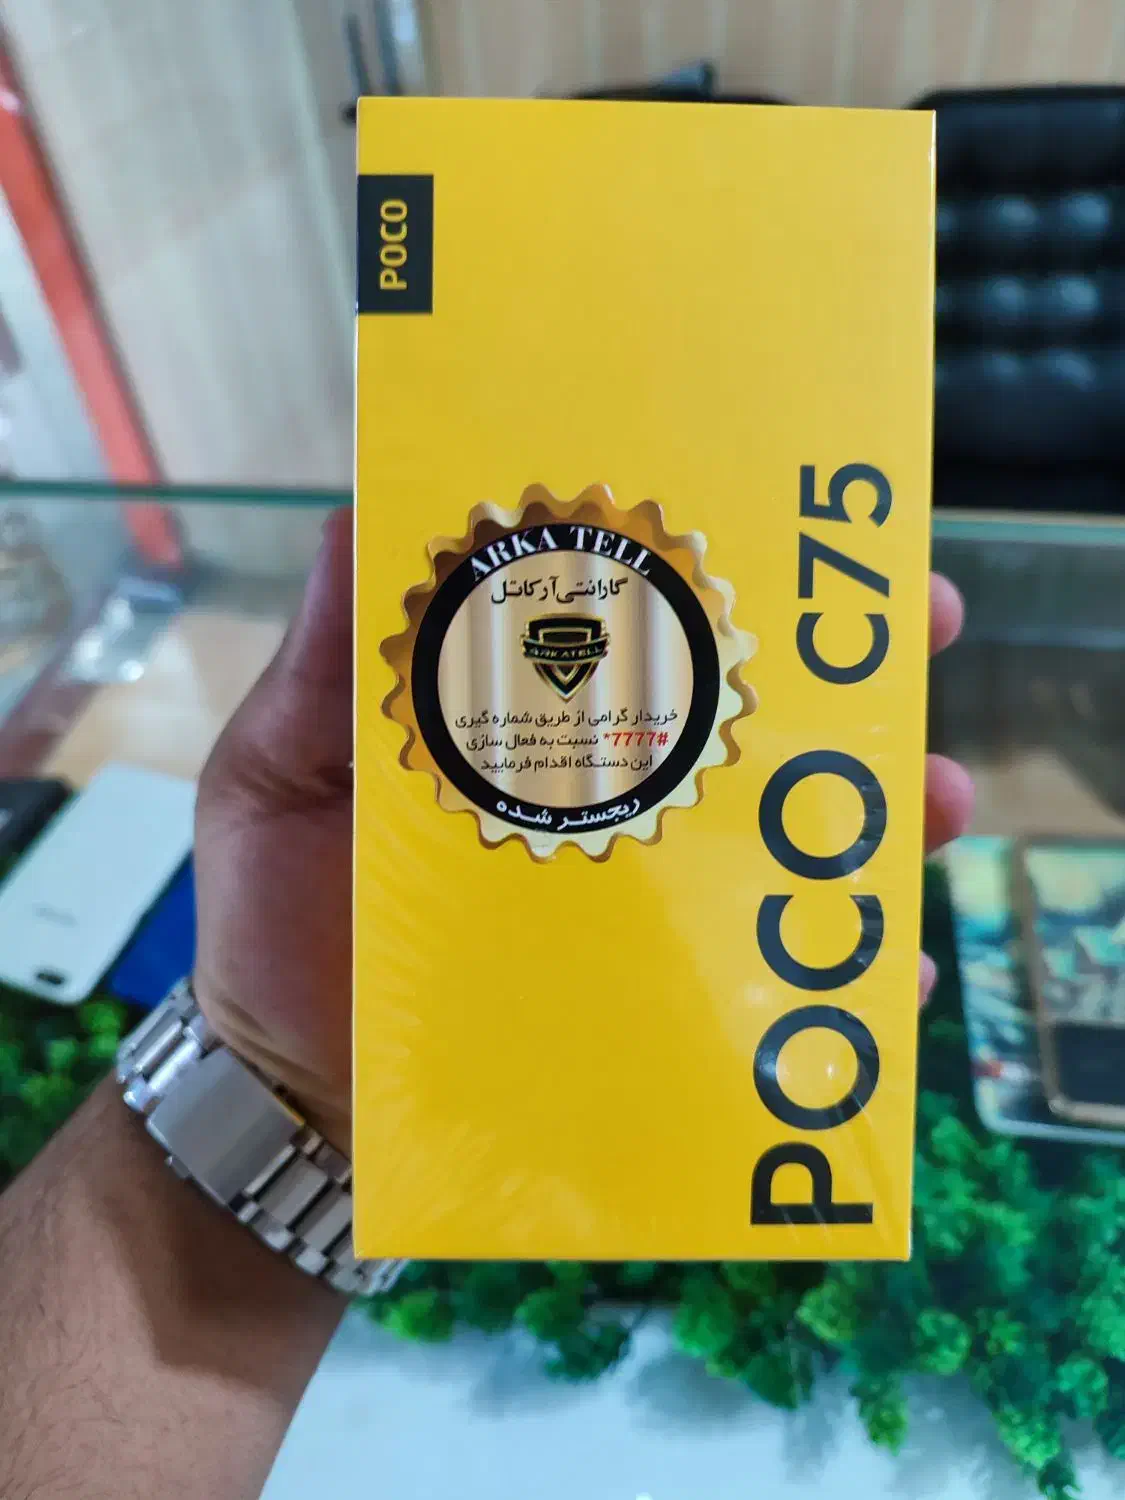 POCO
ARKA TELL
گارانتی آرکاتل
ARKATELL
خریدار گرامی از طریق شماره گیری
*7777# نسبت به فعال سازی
این دستگاه اقدام فرمایید
ریجستر شده
POCO C75